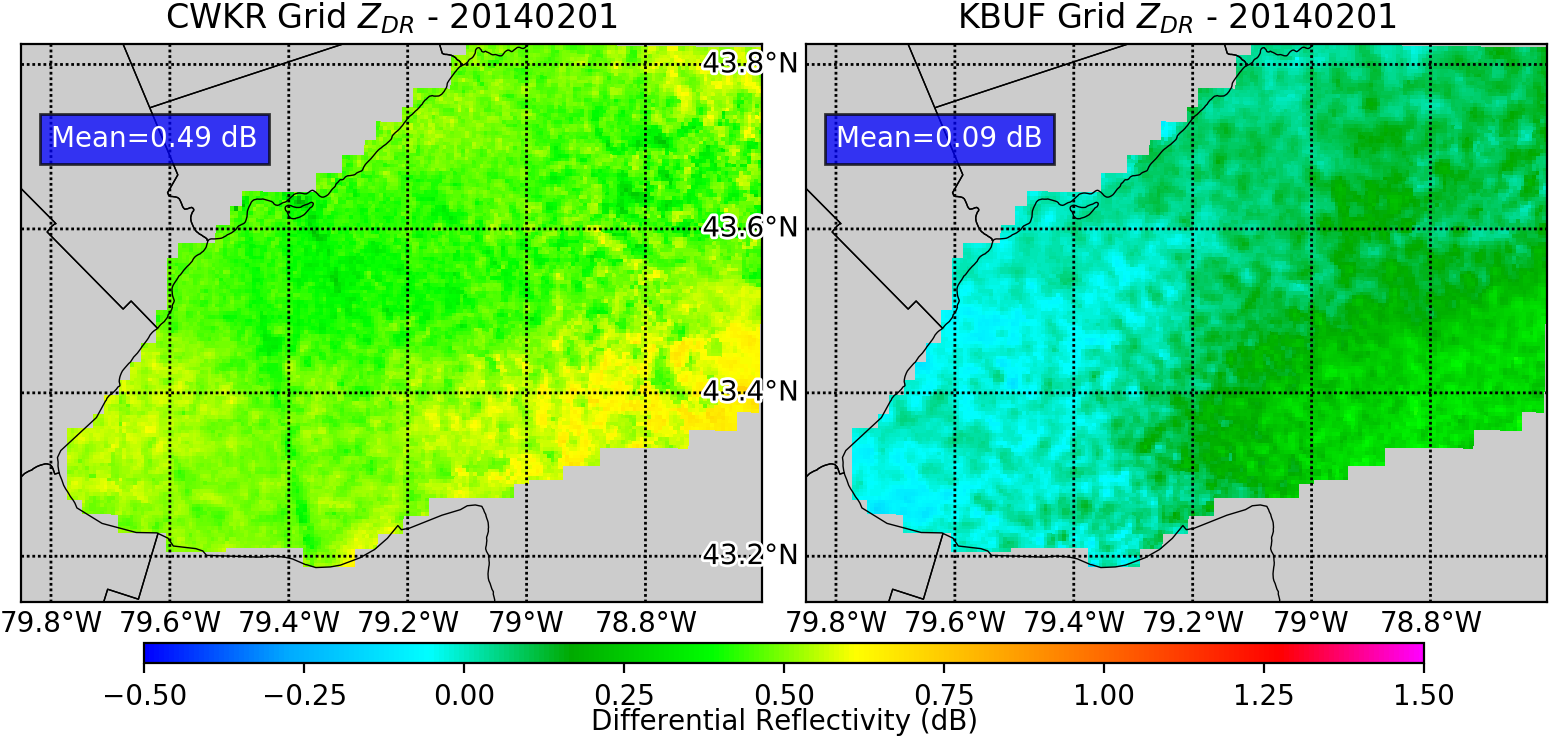 CWKR Grid Z_DR - 20140201
KBUF Grid Z_DR - 20140201
43.8°N
Mean=0.49 dB
Mean=0.09 dB
43.6°N
43.4°N
43.2°N
79.8°W 79.6°W 79.4°W 79.2°W 79°W 78.8°W
79.8°W 79.6°W 79.4°W 79.2°W 79°W 78.8°W
−0.50 −0.25 0.00 0.25 0.50 0.75 1.00 1.25 1.50
Differential Reflectivity (dB)